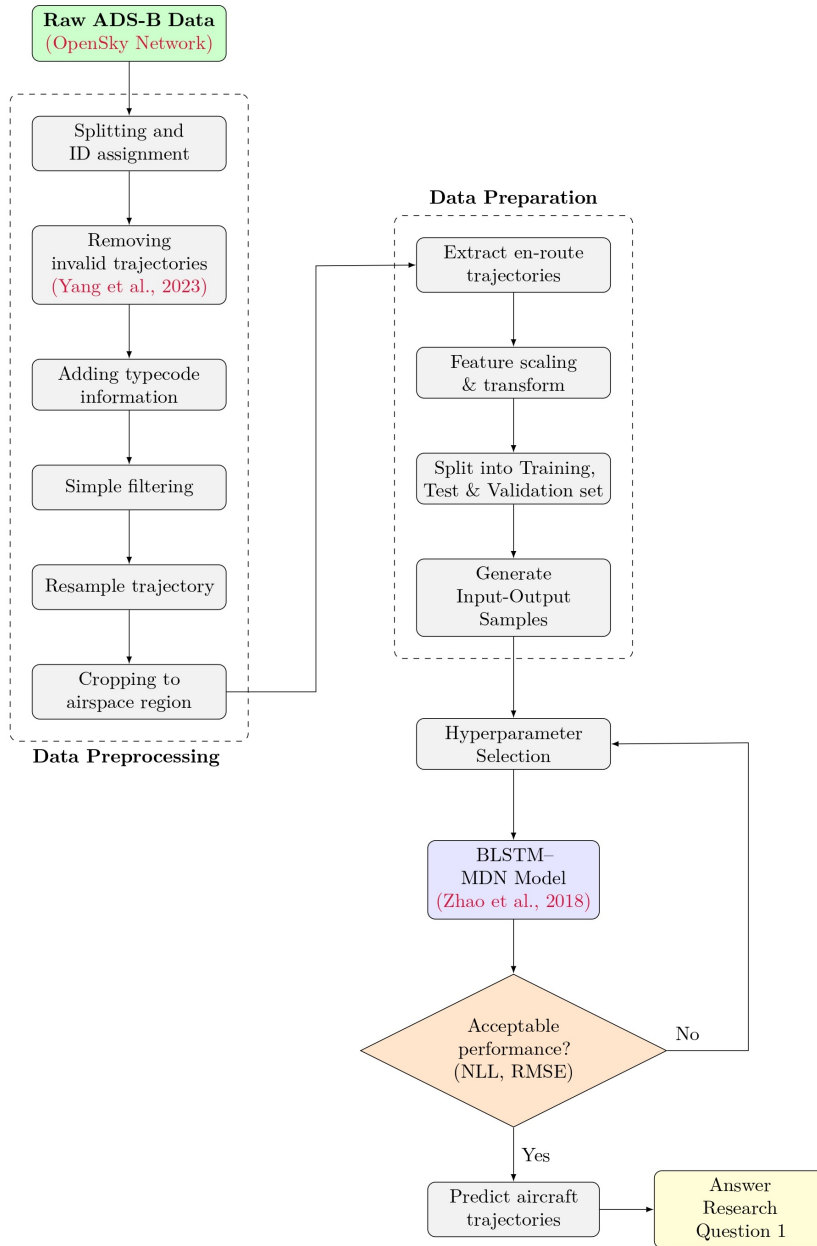 Raw ADS-B Data
(OpenSky Network)
Splitting and
ID assignment
Removing
invalid trajectories
(Yang et al., 2023)
Adding typecode
information
Simple filtering
Resample trajectory
Cropping to
airspace region
Data Preprocessing
Data Preparation
Extract en-route
trajectories
Feature scaling
& transform
Split into Training,
Test & Validation set
Generate
Input-Output
Samples
Hyperparameter
Selection
BLSTM–
MDN Model
(Zhao et al., 2018)
Acceptable
performance?
(NLL, RMSE)
No
Yes
Predict aircraft
trajectories
Answer
Research
Question 1